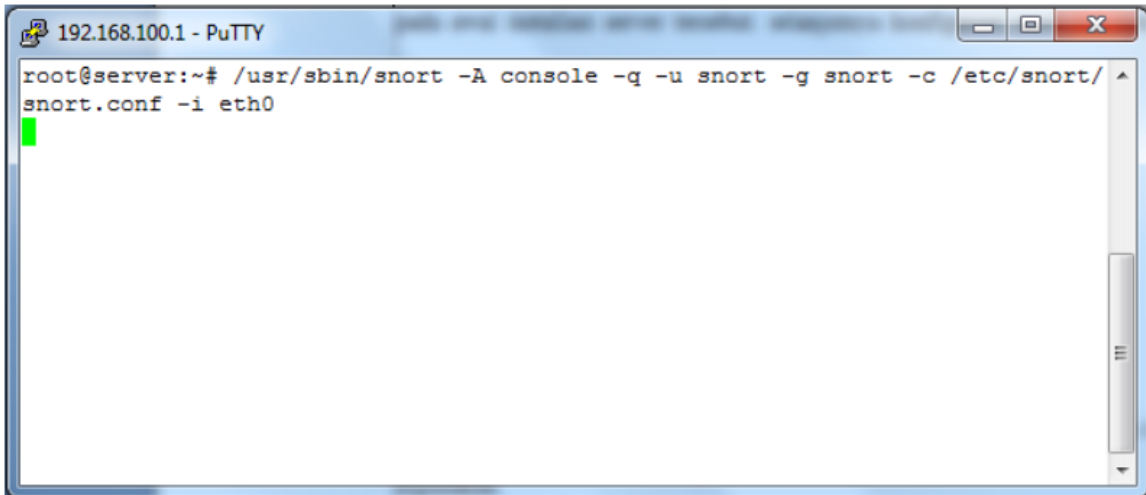 192.168.100.1 - PuTTY
root@server:~# /usr/sbin/snort -A console -q -u snort -g snort -c /etc/snort/
snort.conf -i eth0